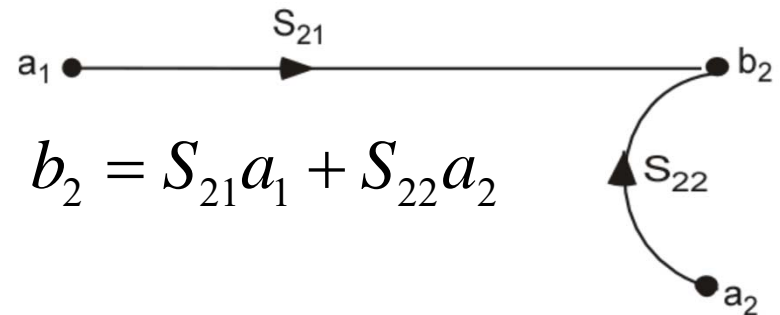 S₂₁
a₁ b₂
b₂ = S₂₁a₁ + S₂₂a₂
S₂₂
a₂